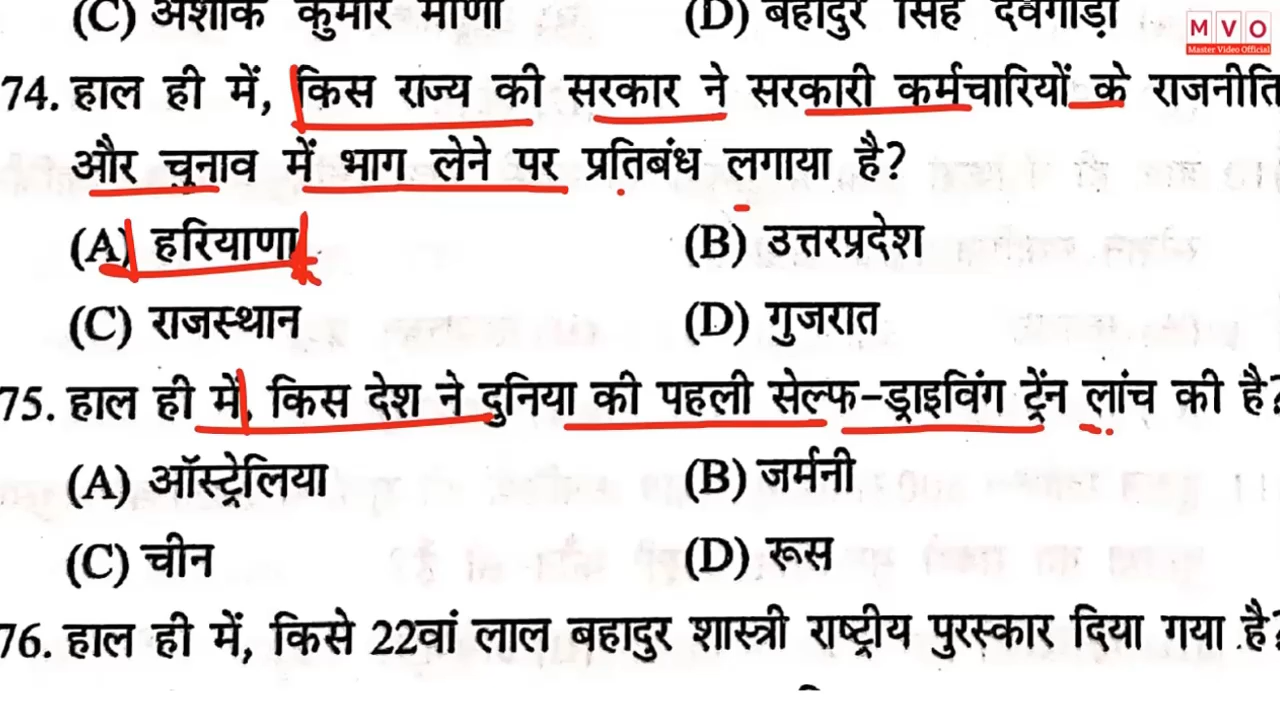 (C) अशोक कुमार मीणा (D) बहादुर सिंह देवगौड़ा
M V O
Master Video Official
74. हाल ही में, किस राज्य की सरकार ने सरकारी कर्मचारियों के राजनीति
और चुनाव में भाग लेने पर प्रतिबंध लगाया है?
(A) हरियाणा (B) उत्तरप्रदेश
(C) राजस्थान (D) गुजरात
75. हाल ही में, किस देश ने दुनिया की पहली सेल्फ-ड्राइविंग ट्रेंन लांच की है?
(A) ऑस्ट्रेलिया (B) जर्मनी
(C) चीन (D) रूस
76. हाल ही में, किसे 22वां लाल बहादुर शास्त्री राष्ट्रीय पुरस्कार दिया गया है?